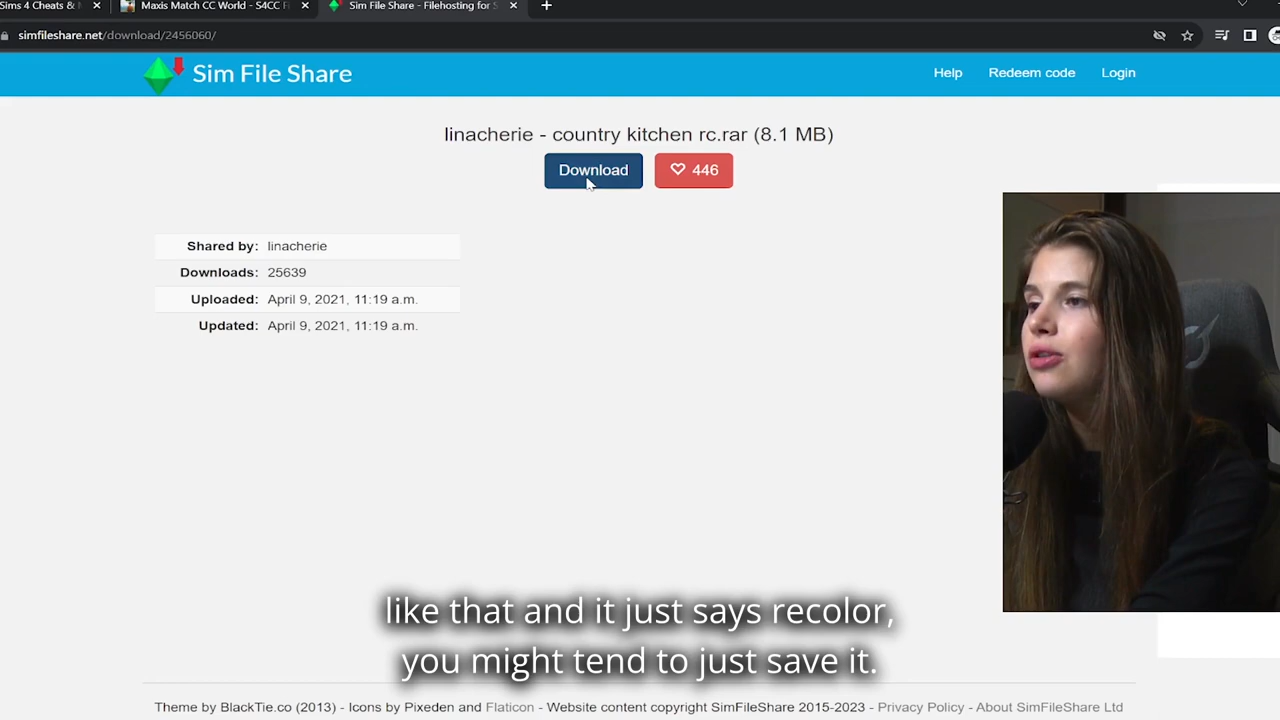 Sims 4 Cheats &
Maxis Match CC World - S4CC Fi
Sim File Share - Filehosting for S
simfileshare.net/download/2456060/
Sim File Share
Help
Redeem code
Login
linacherie - country kitchen rc.rar (8.1 MB)
Download
446
Shared by: linacherie
Downloads: 25639
Uploaded: April 9, 2021, 11:19 a.m.
Updated: April 9, 2021, 11:19 a.m.
like that and it just says recolor,
you might tend to just save it.
Theme by BlackTie.co (2013) - Icons by Pixeden and Flaticon - Website content copyright SimFileShare 2015-2023 - Privacy Policy - About SimFileShare Ltd